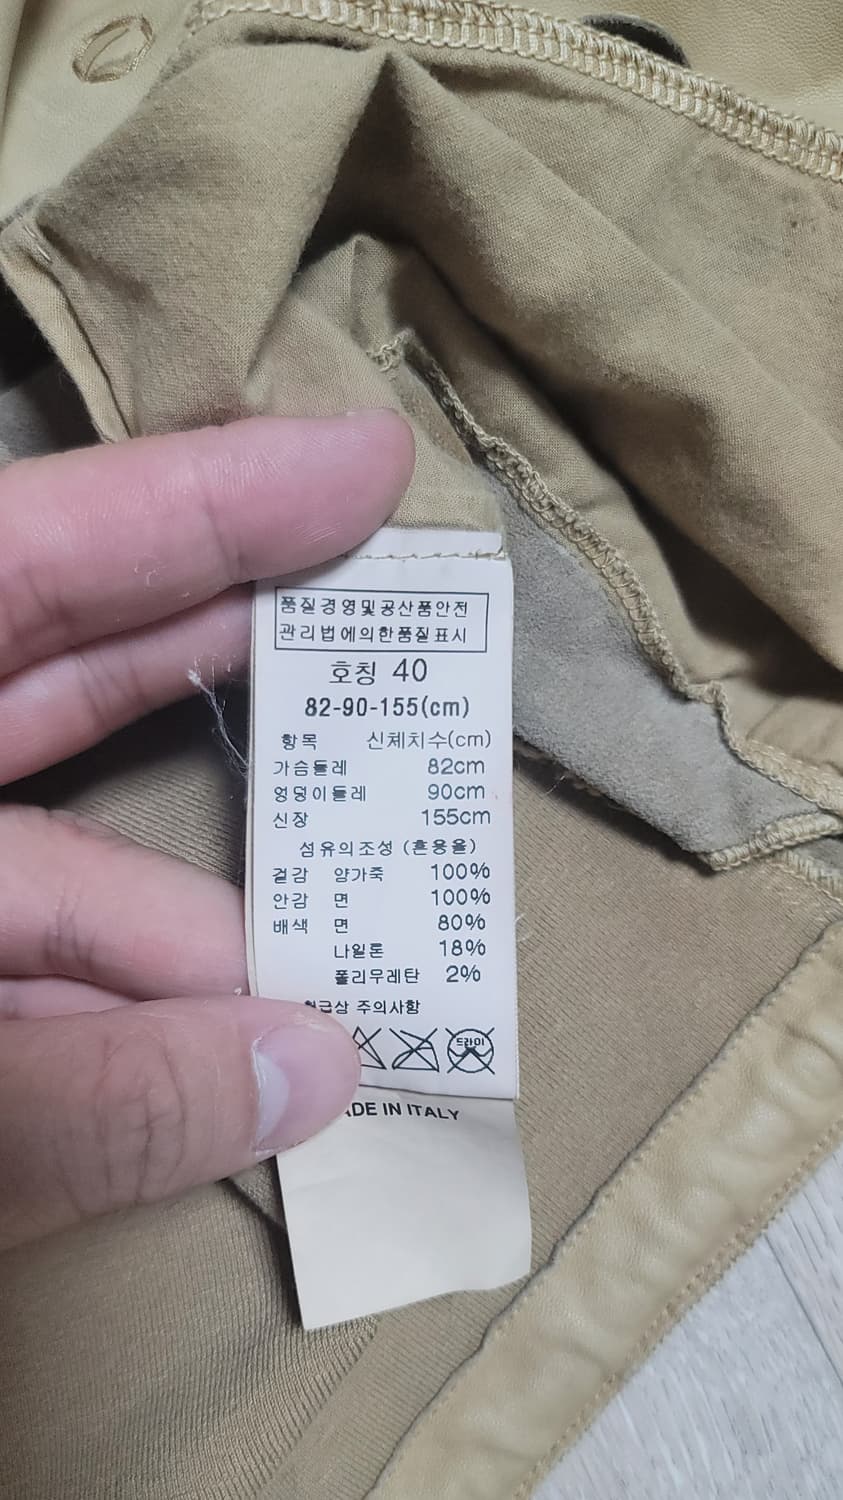 품질경영및공산품안전
관리법에의한품질표시
호칭 40
82-90-155(cm)
항목 신체치수(cm)
가슴둘레 82cm
엉덩이둘레 90cm
신장 155cm
섬유의조성 (혼용율)
겉감 양가죽 100%
안감 면 100%
배색 면 80%
나일론 18%
폴리우레탄 2%
주의사항
드라이
IN ITALY